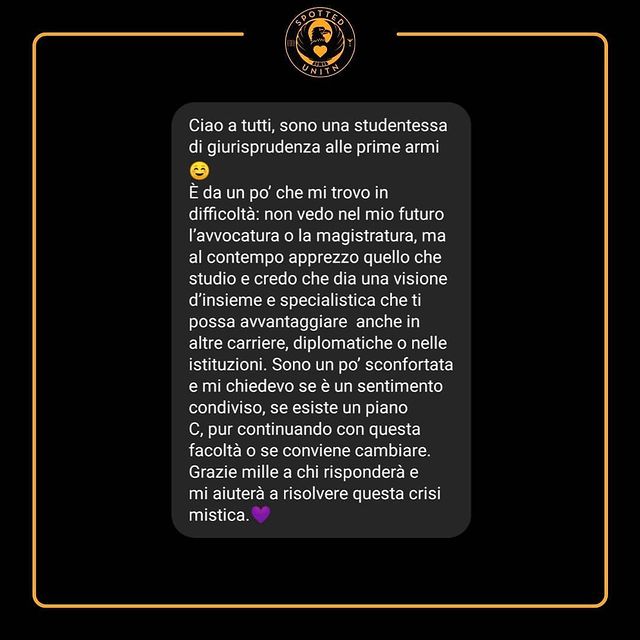 SPOTTED
UNITN
Ciao a tutti, sono una studentessa
di giurisprudenza alle prime armi
☺️
È da un po’ che mi trovo in
difficoltà: non vedo nel mio futuro
l’avvocatura o la magistratura, ma
al contempo apprezzo quello che
studio e credo che dia una visione
d’insieme e specialistica che ti
possa avvantaggiare  anche in
altre carriere, diplomatiche o nelle
istituzioni. Sono un po’ sconfortata
e mi chiedevo se è un sentimento
condiviso, se esiste un piano
C, pur continuando con questa
facoltà o se conviene cambiare.
Grazie mille a chi risponderà e
mi aiuterà a risolvere questa crisi
mistica.💜